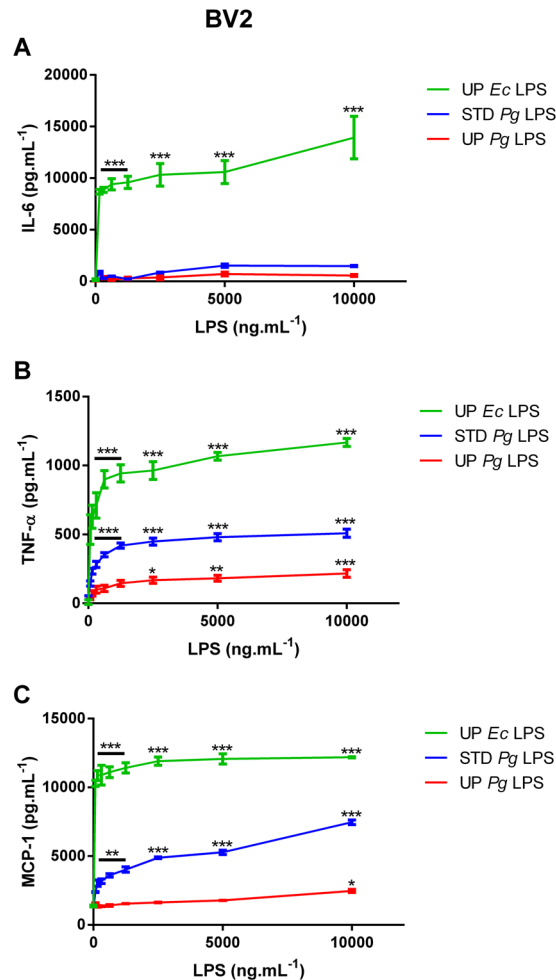 BV2
A
20000
15000
10000
5000
0
IL-6 (pg.mL-1)
0 5000 10000
LPS (ng.mL-1)
*** *** *** ***
UP Ec LPS
STD Pg LPS
UP Pg LPS
B
1500
1000
500
0
TNF-α (pg.mL-1)
0 5000 10000
LPS (ng.mL-1)
*** *** *** ***
*** *** *** ***
* ** ***
UP Ec LPS
STD Pg LPS
UP Pg LPS
C
15000
10000
5000
0
MCP-1 (pg.mL-1)
0 5000 10000
LPS (ng.mL-1)
*** *** *** ***
** *** *** ***
*
UP Ec LPS
STD Pg LPS
UP Pg LPS